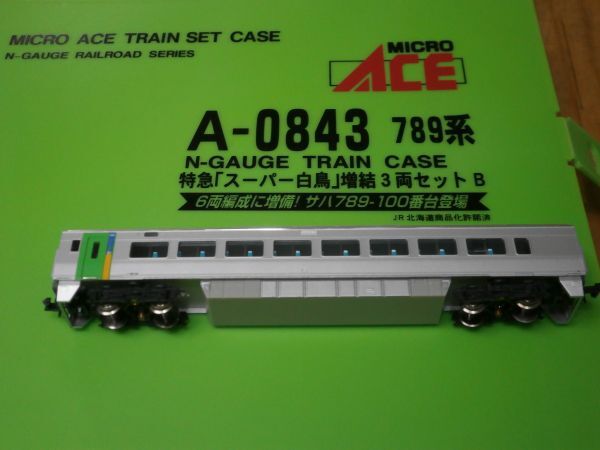 MICRO ACE TRAIN SET CASE
N-GAUGE RAILROAD SERIES
MICRO
ACE
A-0843 789系
N-GAUGE TRAIN CASE
特急「スーパー白鳥」増結3両セットB
6両編成に増備! サハ789-100番台登場
JR北海道商品化許諾済